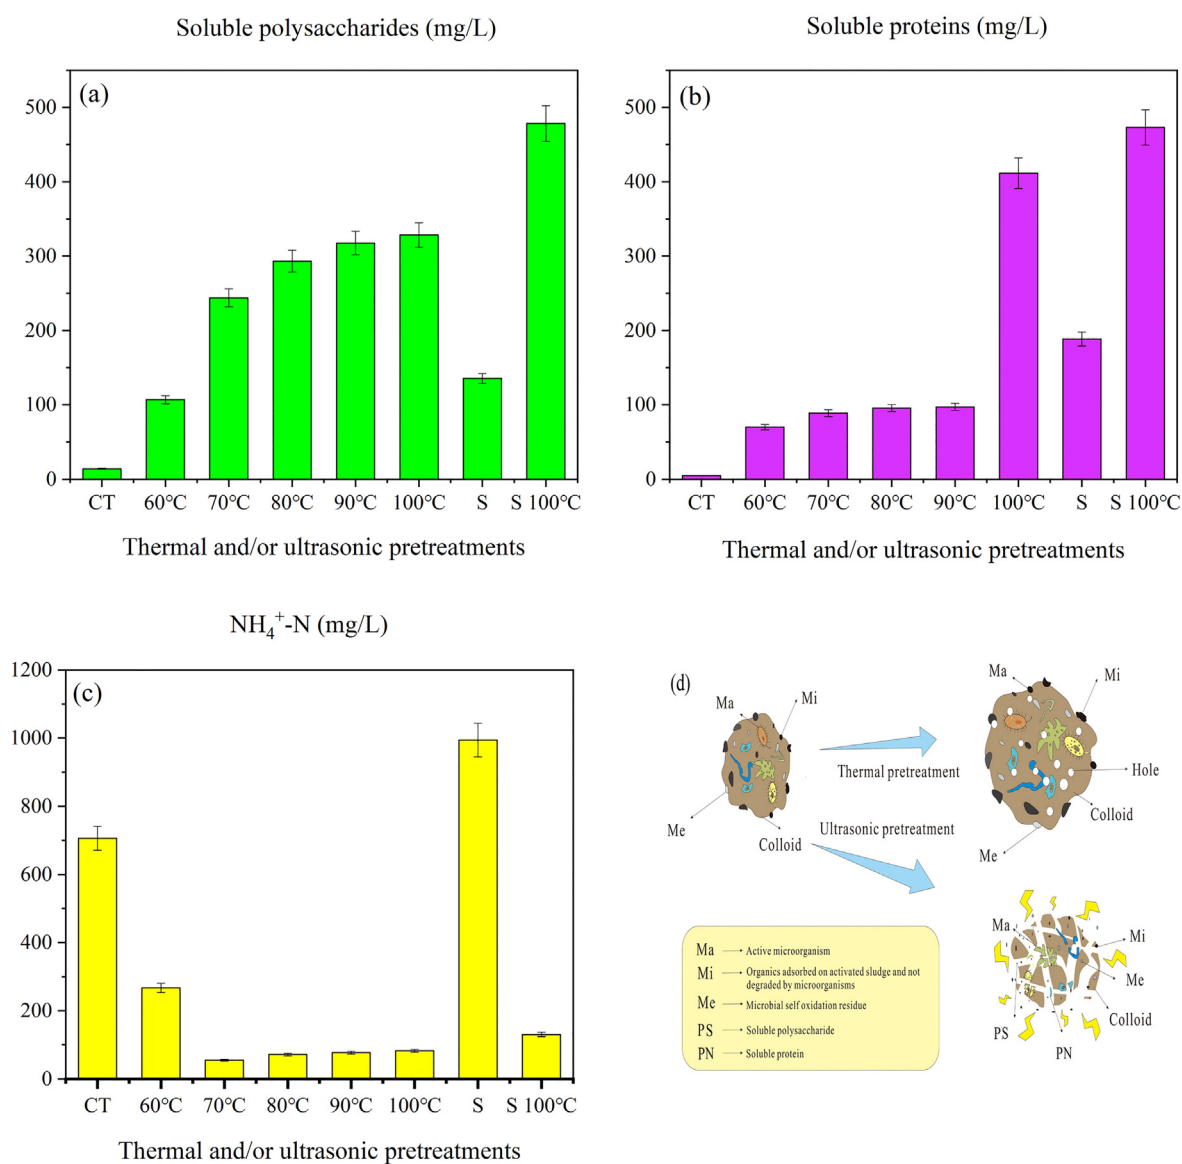 Soluble polysaccharides (mg/L)
(a)
500
400
300
200
100
0
CT 60℃ 70℃ 80℃ 90℃ 100℃ S S 100℃
Thermal and/or ultrasonic pretreatments
Soluble proteins (mg/L)
(b)
500
400
300
200
100
0
CT 60℃ 70℃ 80℃ 90℃ 100℃ S S 100℃
Thermal and/or ultrasonic pretreatments
NH₄⁺-N (mg/L)
(c)
1200
1000
800
600
400
200
0
CT 60℃ 70℃ 80℃ 90℃ 100℃ S S 100℃
Thermal and/or ultrasonic pretreatments
(d)
Ma
Mi
Me
Colloid
Thermal pretreatment
Ultrasonic pretreatment
Ma
Mi
Hole
Colloid
Me
Ma
Mi
Me
Colloid
PS
PN
Ma Active microorganism
Mi Organics adsorbed on activated sludge and not
degraded by microorganisms
Me Microbial self oxidation residue
PS Soluble polysaccharide
PN Soluble protein